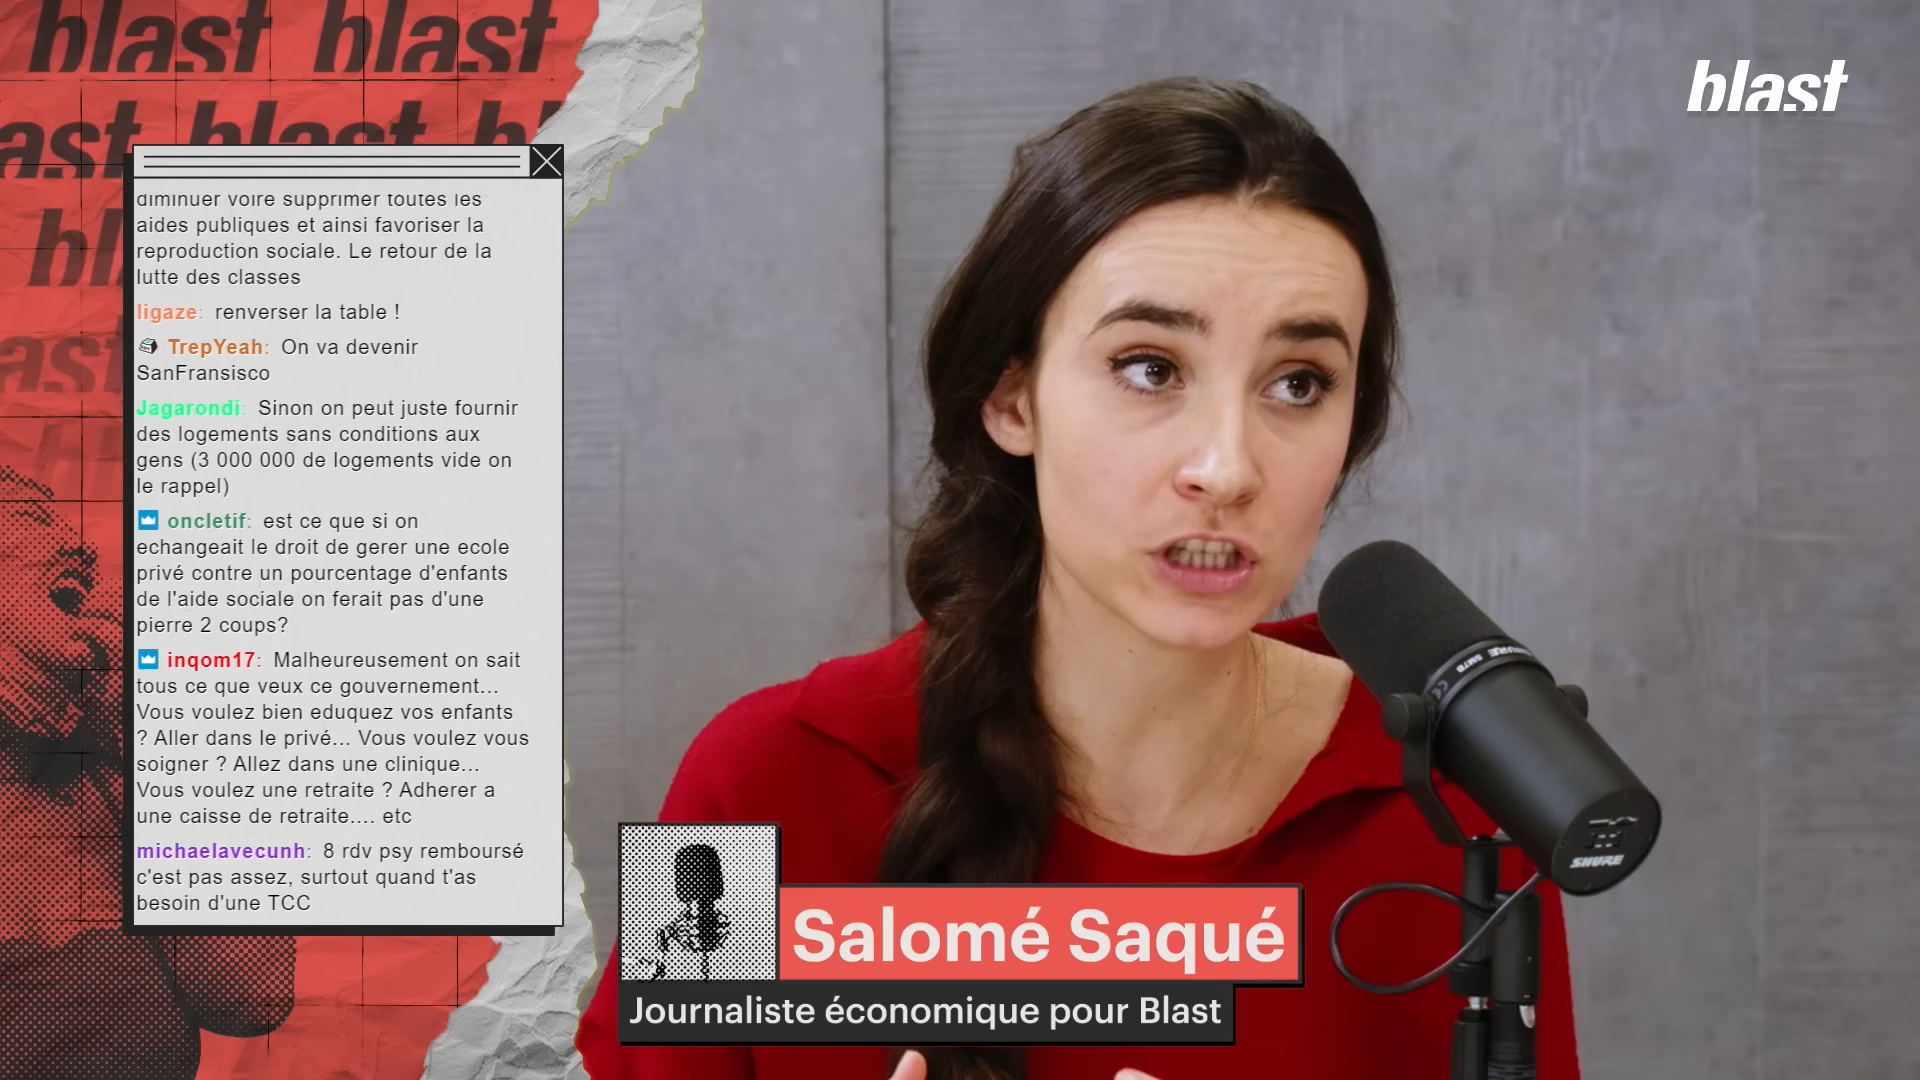 blast blast
ast blast bl
bl
ast
blast
diminuer voire supprimer toutes les
aides publiques et ainsi favoriser la
reproduction sociale. Le retour de la
lutte des classes
ligaze: renverser la table !
TrepYeah: On va devenir
SanFransisco
Jagarondi: Sinon on peut juste fournir
des logements sans conditions aux
gens (3 000 000 de logements vide on
le rappel)
oncletif: est ce que si on
echangeait le droit de gerer une ecole
privé contre un pourcentage d'enfants
de l'aide sociale on ferait pas d'une
pierre 2 coups?
inqom17: Malheureusement on sait
tous ce que veux ce gouvernement...
Vous voulez bien eduquez vos enfants
? Aller dans le privé... Vous voulez vous
soigner ? Allez dans une clinique...
Vous voulez une retraite ? Adherer a
une caisse de retraite.... etc
michaelavecunh: 8 rdv psy remboursé
c'est pas assez, surtout quand t'as
besoin d'une TCC
SHURE SM7B
SHURE
Salomé Saqué
Journaliste économique pour Blast